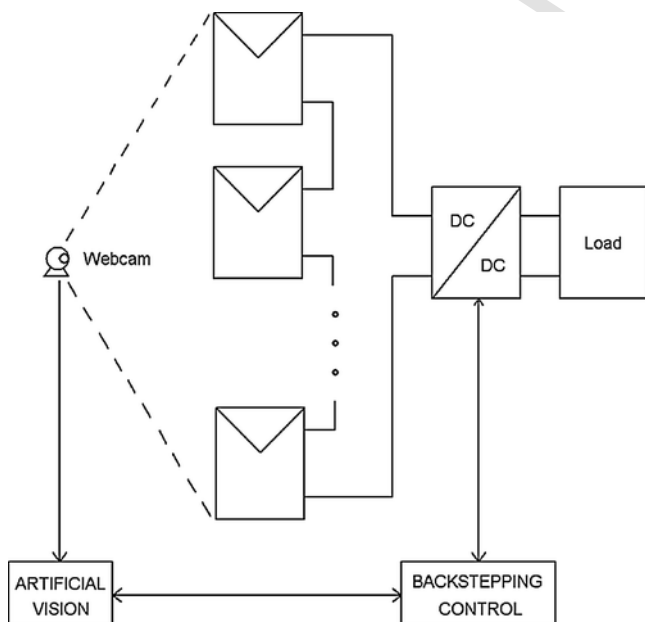 Webcam
DC
DC
Load
ARTIFICIAL
VISION
BACKSTEPPING
CONTROL